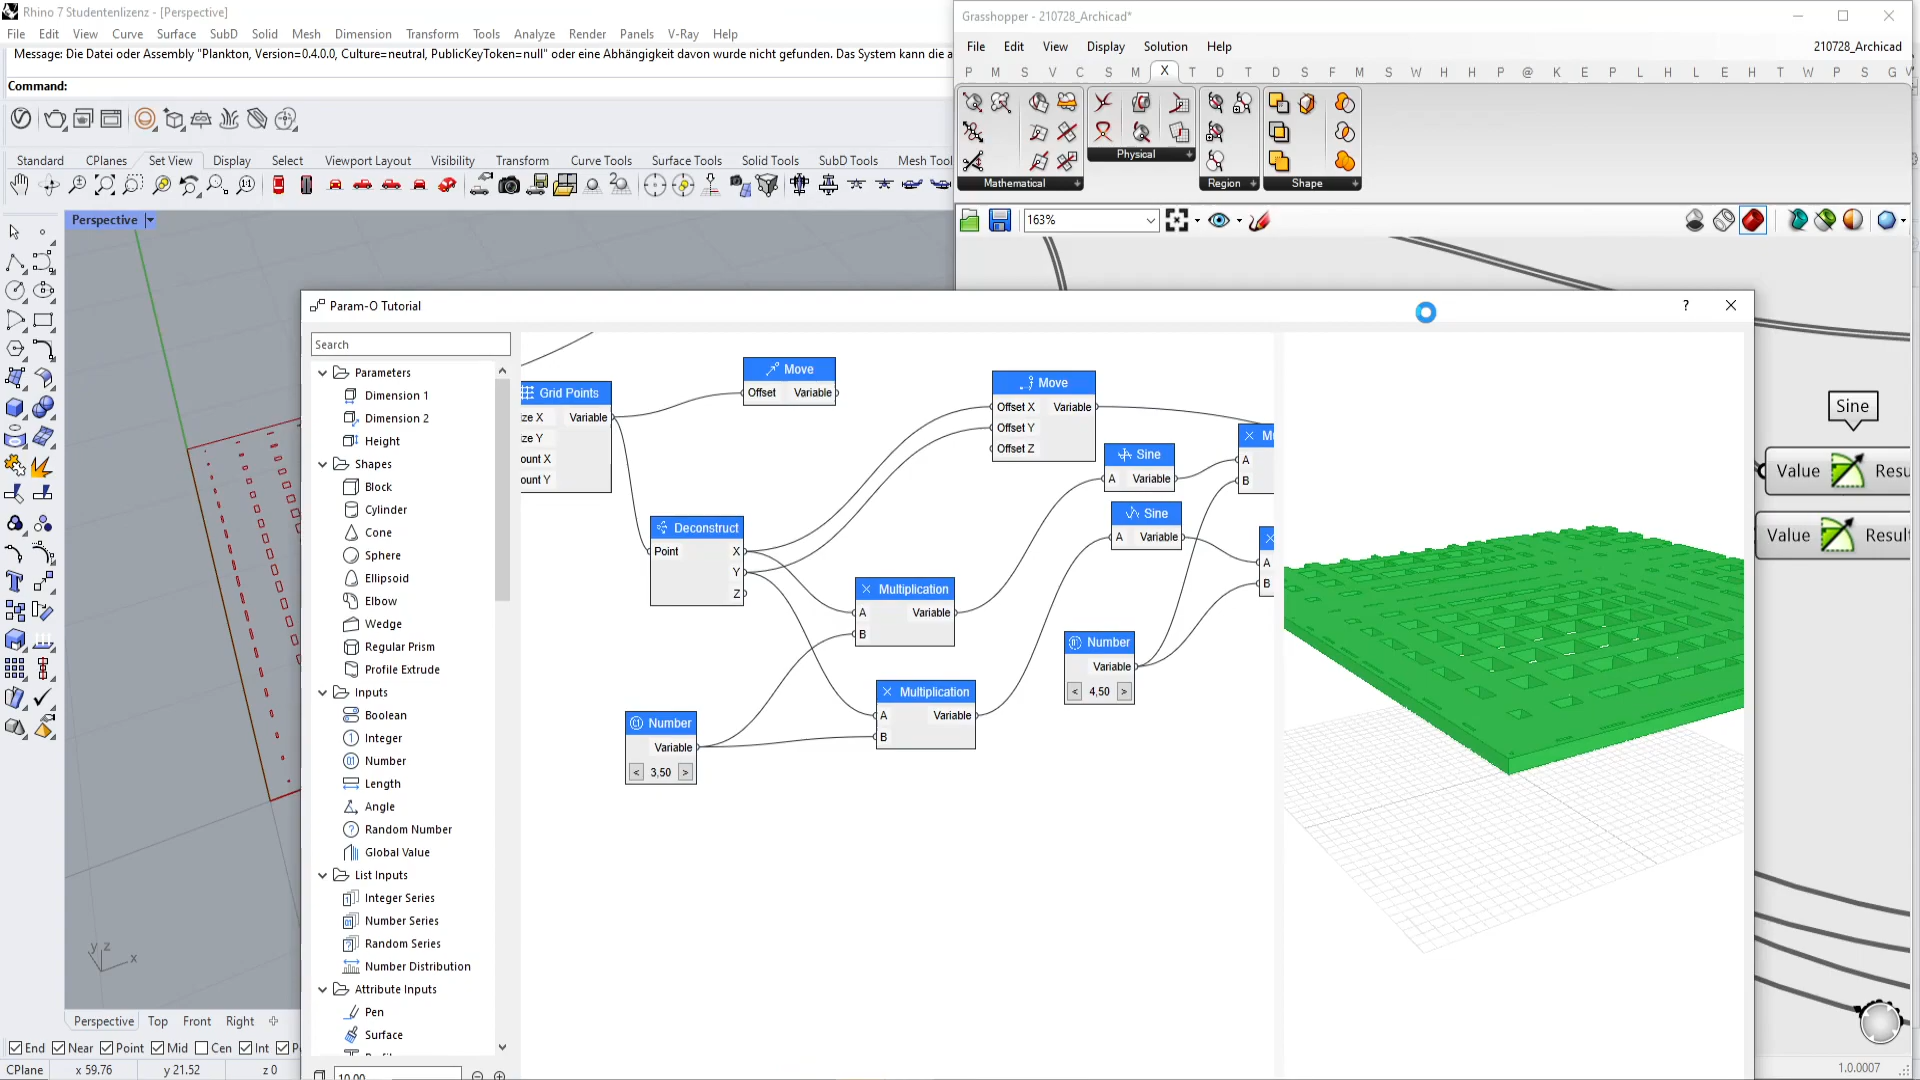 Rhino 7 Studentenlizenz - [Perspective]
File Edit View Curve Surface SubD Solid Mesh Dimension Transform Tools Analyze Render Panels V-Ray Help
Message: Die Datei oder Assembly "Plankton, Version=0.4.0.0, Culture=neutral, PublicKeyToken=null" oder eine Abhängigkeit davon wurde nicht gefunden. Das System kann die a
Command:
Standard CPlanes Set View Display Select Viewport Layout Visibility Transform Curve Tools Surface Tools Solid Tools SubD Tools Mesh Tool
Perspective
Grasshopper - 210728_Archicad*
File Edit View Display Solution Help
210728_Archicad
P M S V C S M X T D T D S F M S W H H P @ K E P L H L E H T W P S G V
Physical
Mathematical
Region
Shape
163%
Param-O Tutorial
?
Search
Parameters
Dimension 1
Dimension 2
Height
Shapes
Block
Cylinder
Cone
Sphere
Ellipsoid
Elbow
Wedge
Regular Prism
Profile Extrude
Inputs
Boolean
Integer
Number
Length
Angle
Random Number
Global Value
List Inputs
Integer Series
Number Series
Random Series
Number Distribution
Attribute Inputs
Pen
Surface
10.00
Grid Points
ize X Variable
ize Y
ount X
ount Y
Move
Offset Variable
Move
Offset X Variable
Offset Y
Offset Z
Deconstruct
Point X
Y
Z
Sine
A Variable
Sine
A Variable
Mu
A
B
A
B
Multiplication
A Variable
B
Multiplication
A Variable
B
Number
Variable
< 3,50 >
Number
Variable
< 4,50 >
Sine
Value Resu
Value Result
y z
x
Perspective Top Front Right
End Near Point Mid Cen Int P
CPlane x 59.76 y 21.52 z 0
1.0.0007